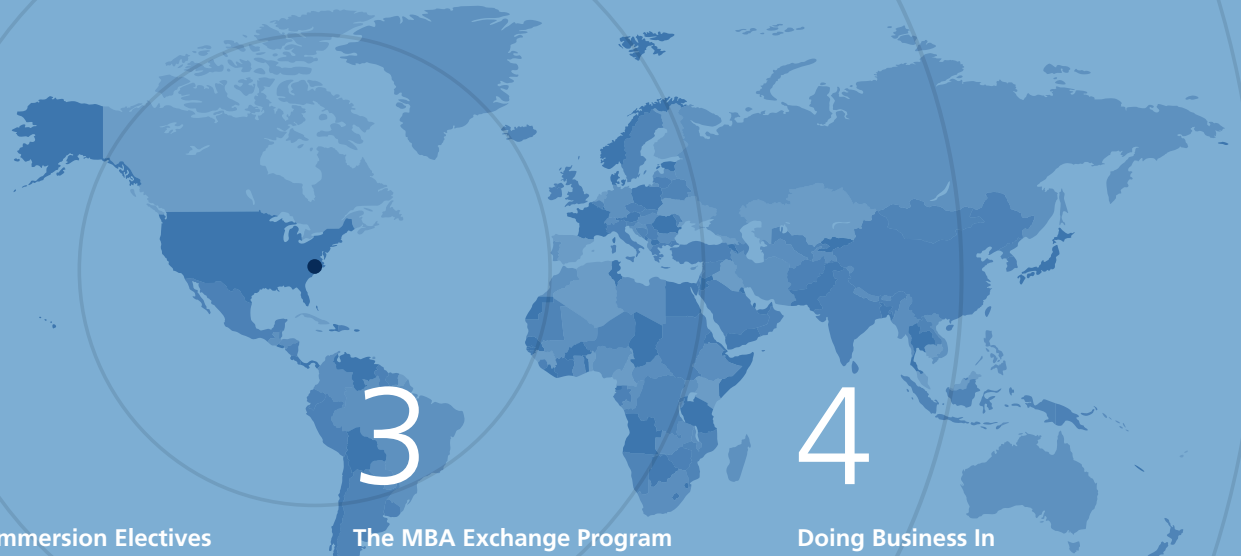 3
4
mmersion Electives
The MBA Exchange Program
Doing Business In